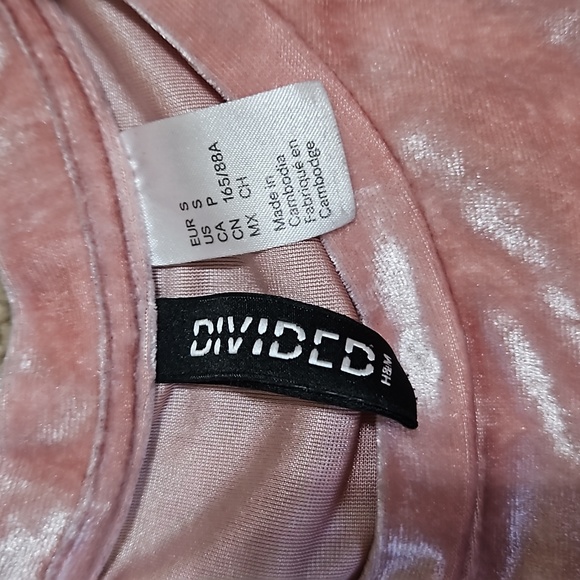 EUR S
US S
CA P
CN 165/88A
MX CH
Made in
Cambodia
Fabriqué en
Cambodge
DIVIDED
H&M